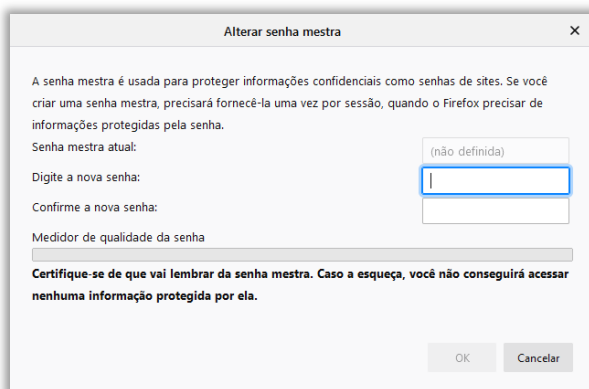 Alterar senha mestra
A senha mestra é usada para proteger informações confidenciais como senhas de sites. Se você
criar uma senha mestra, precisará fornecê-la uma vez por sessão, quando o Firefox precisar de
informações protegidas pela senha.
Senha mestra atual:
(não definida)
Digite a nova senha:
Confirme a nova senha:
Medidor de qualidade da senha
Certifique-se de que vai lembrar da senha mestra. Caso a esqueça, você não conseguirá acessar
nenhuma informação protegida por ela.
OK
Cancelar